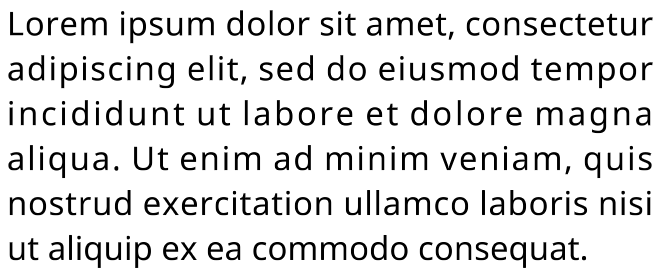 Lorem ipsum dolor sit amet, consectetur
adipiscing elit, sed do eiusmod tempor
incididunt ut labore et dolore magna
aliqua. Ut enim ad minim veniam, quis
nostrud exercitation ullamco laboris nisi
ut aliquip ex ea commodo consequat.